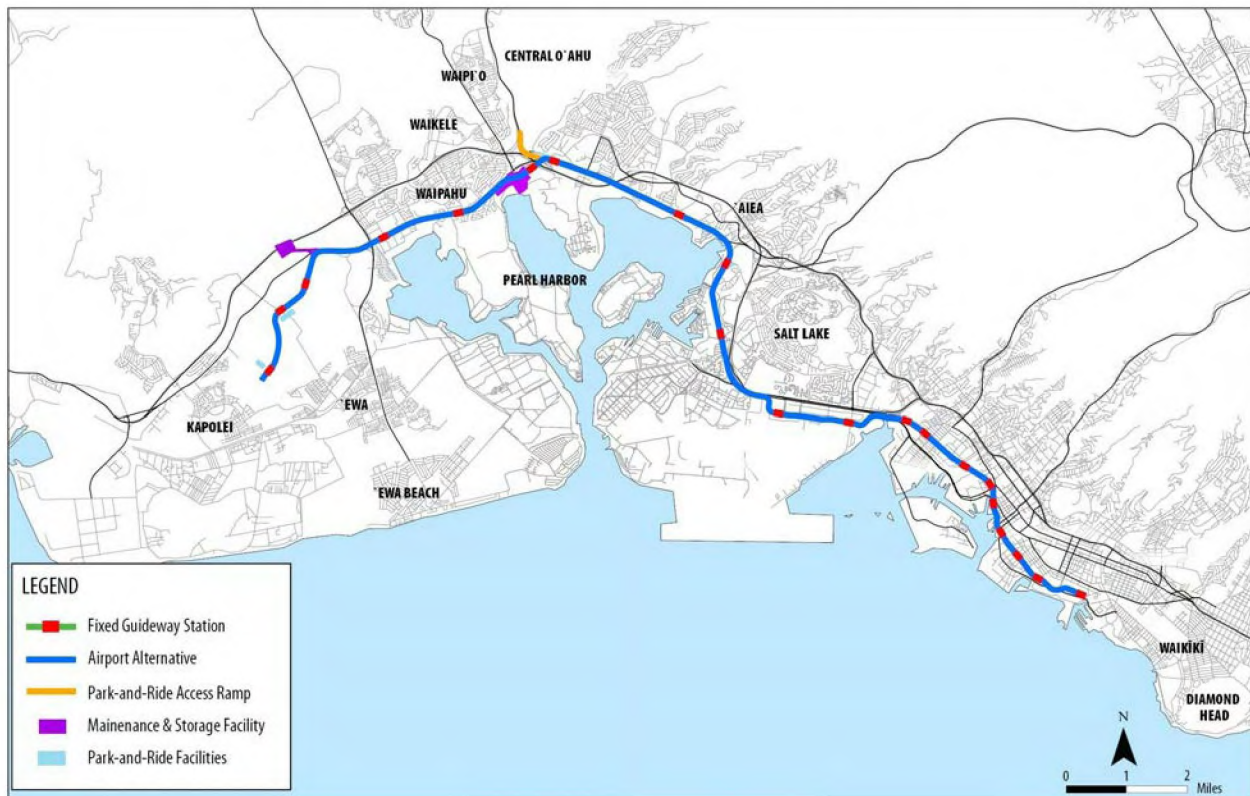 CENTRAL O`AHU
WAIPI`O
WAIKELE
WAIPAHU
`AIEA
PEARL HARBOR
SALT LAKE
`EWA
KAPOLEI
`EWA BEACH
LEGEND
Fixed Guideway Station
Airport Alternative
Park-and-Ride Access Ramp
Mainenance & Storage Facility
Park-and-Ride Facilities
WAIKĪKĪ
DIAMOND
HEAD
N
0 1 2
Miles